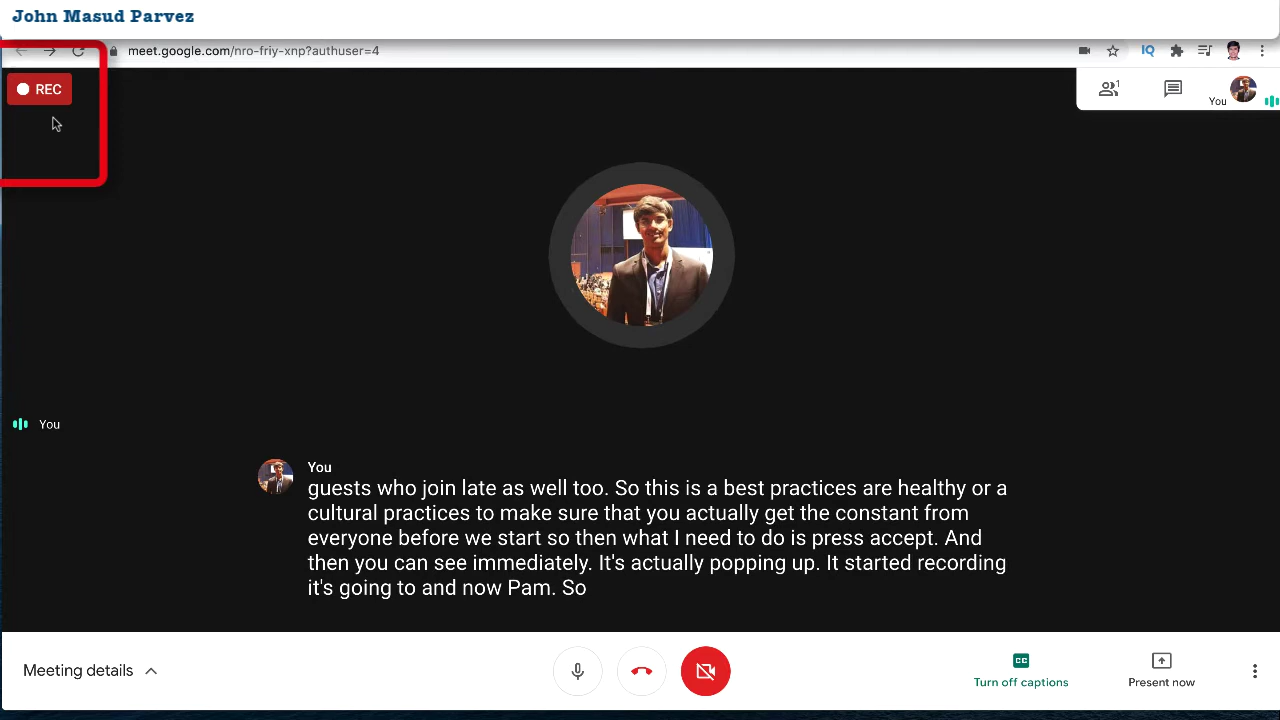 John Masud Parvez
meet.google.com/nro-friy-xnp?authuser=4
IQ
REC
1
You
You
You
guests who join late as well too. So this is a best practices are healthy or a
cultural practices to make sure that you actually get the constant from
everyone before we start so then what I need to do is press accept. And
then you can see immediately. It's actually popping up. It started recording
it's going to and now Pam. So
Meeting details
CC
Turn off captions
Present now